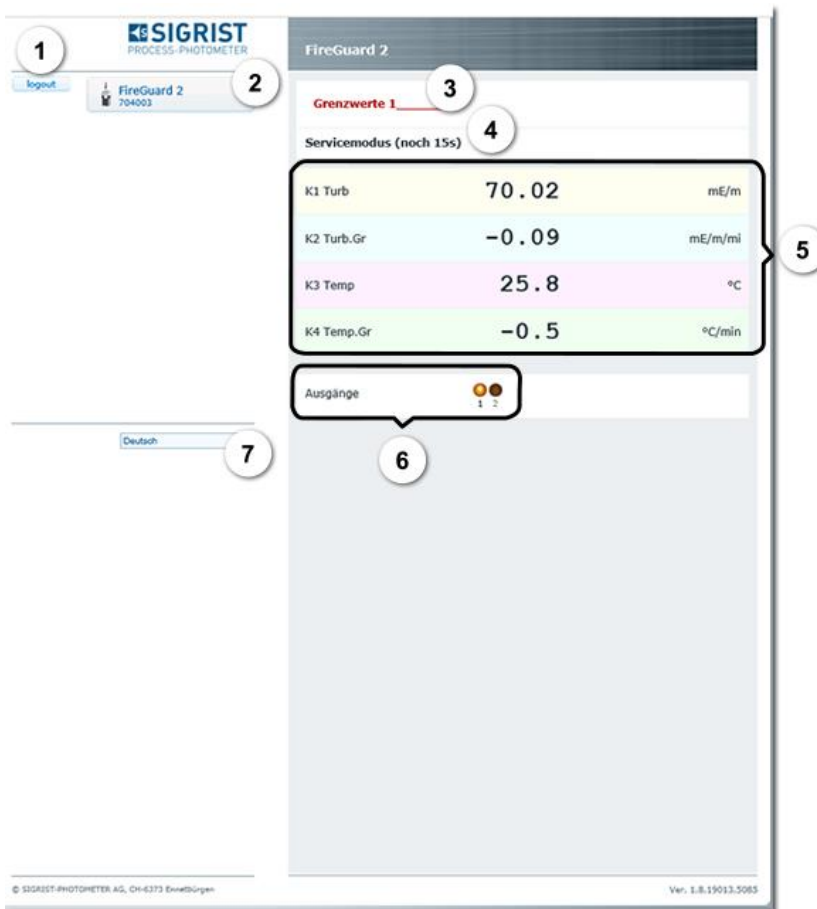 SIGRIST
PROCESS-PHOTOMETER
1
logout
FireGuard 2
704003
2
FireGuard 2
Grenzwerte 1_______
3
Servicemodus (noch 15s)
4
K1 Turb 70.02 mE/m
K2 Turb.Gr -0.09 mE/m/mi
K3 Temp 25.8 °C
K4 Temp.Gr -0.5 °C/min
5
Ausgänge
1 2
6
Deutsch
7
© SIGRIST-PHOTOMETER AG, CH-6373 Ennetbürgen
Ver. 1.8.19013.5085